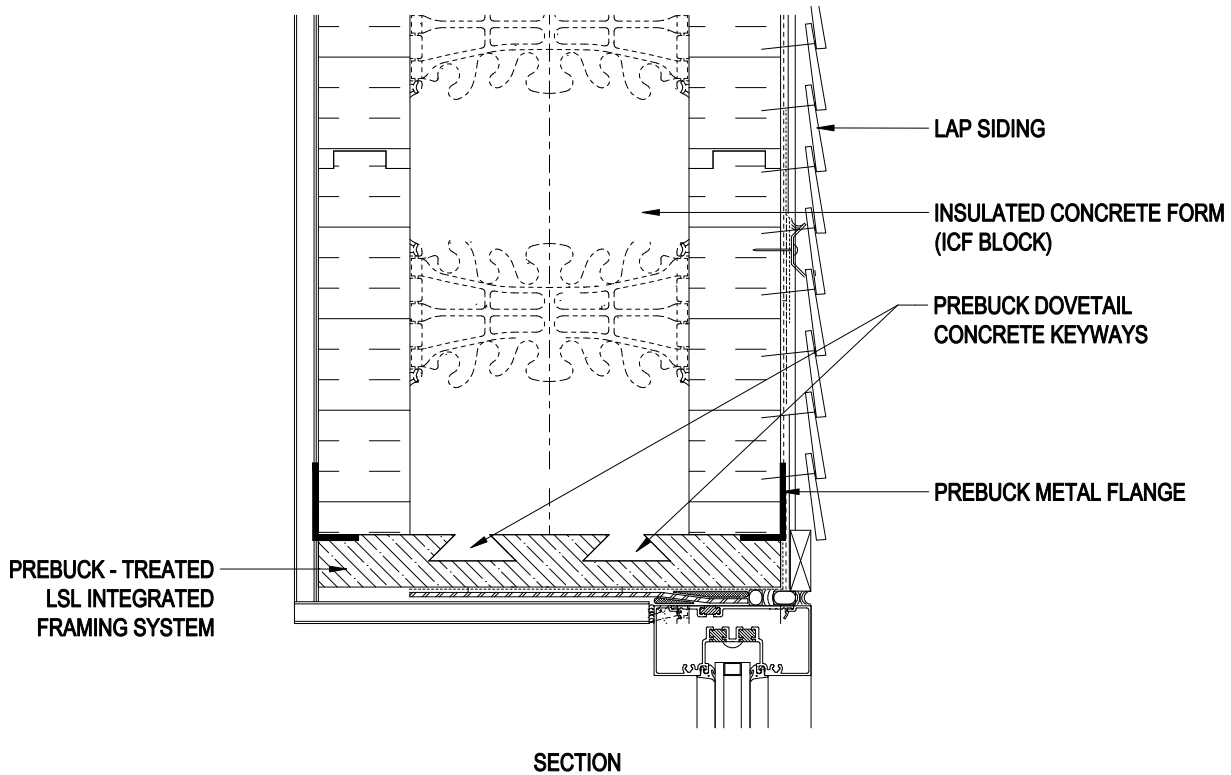 LAP SIDING
INSULATED CONCRETE FORM
(ICF BLOCK)
PREBUCK DOVETAIL
CONCRETE KEYWAYS
PREBUCK METAL FLANGE
PREBUCK - TREATED
LSL INTEGRATED
FRAMING SYSTEM
SECTION